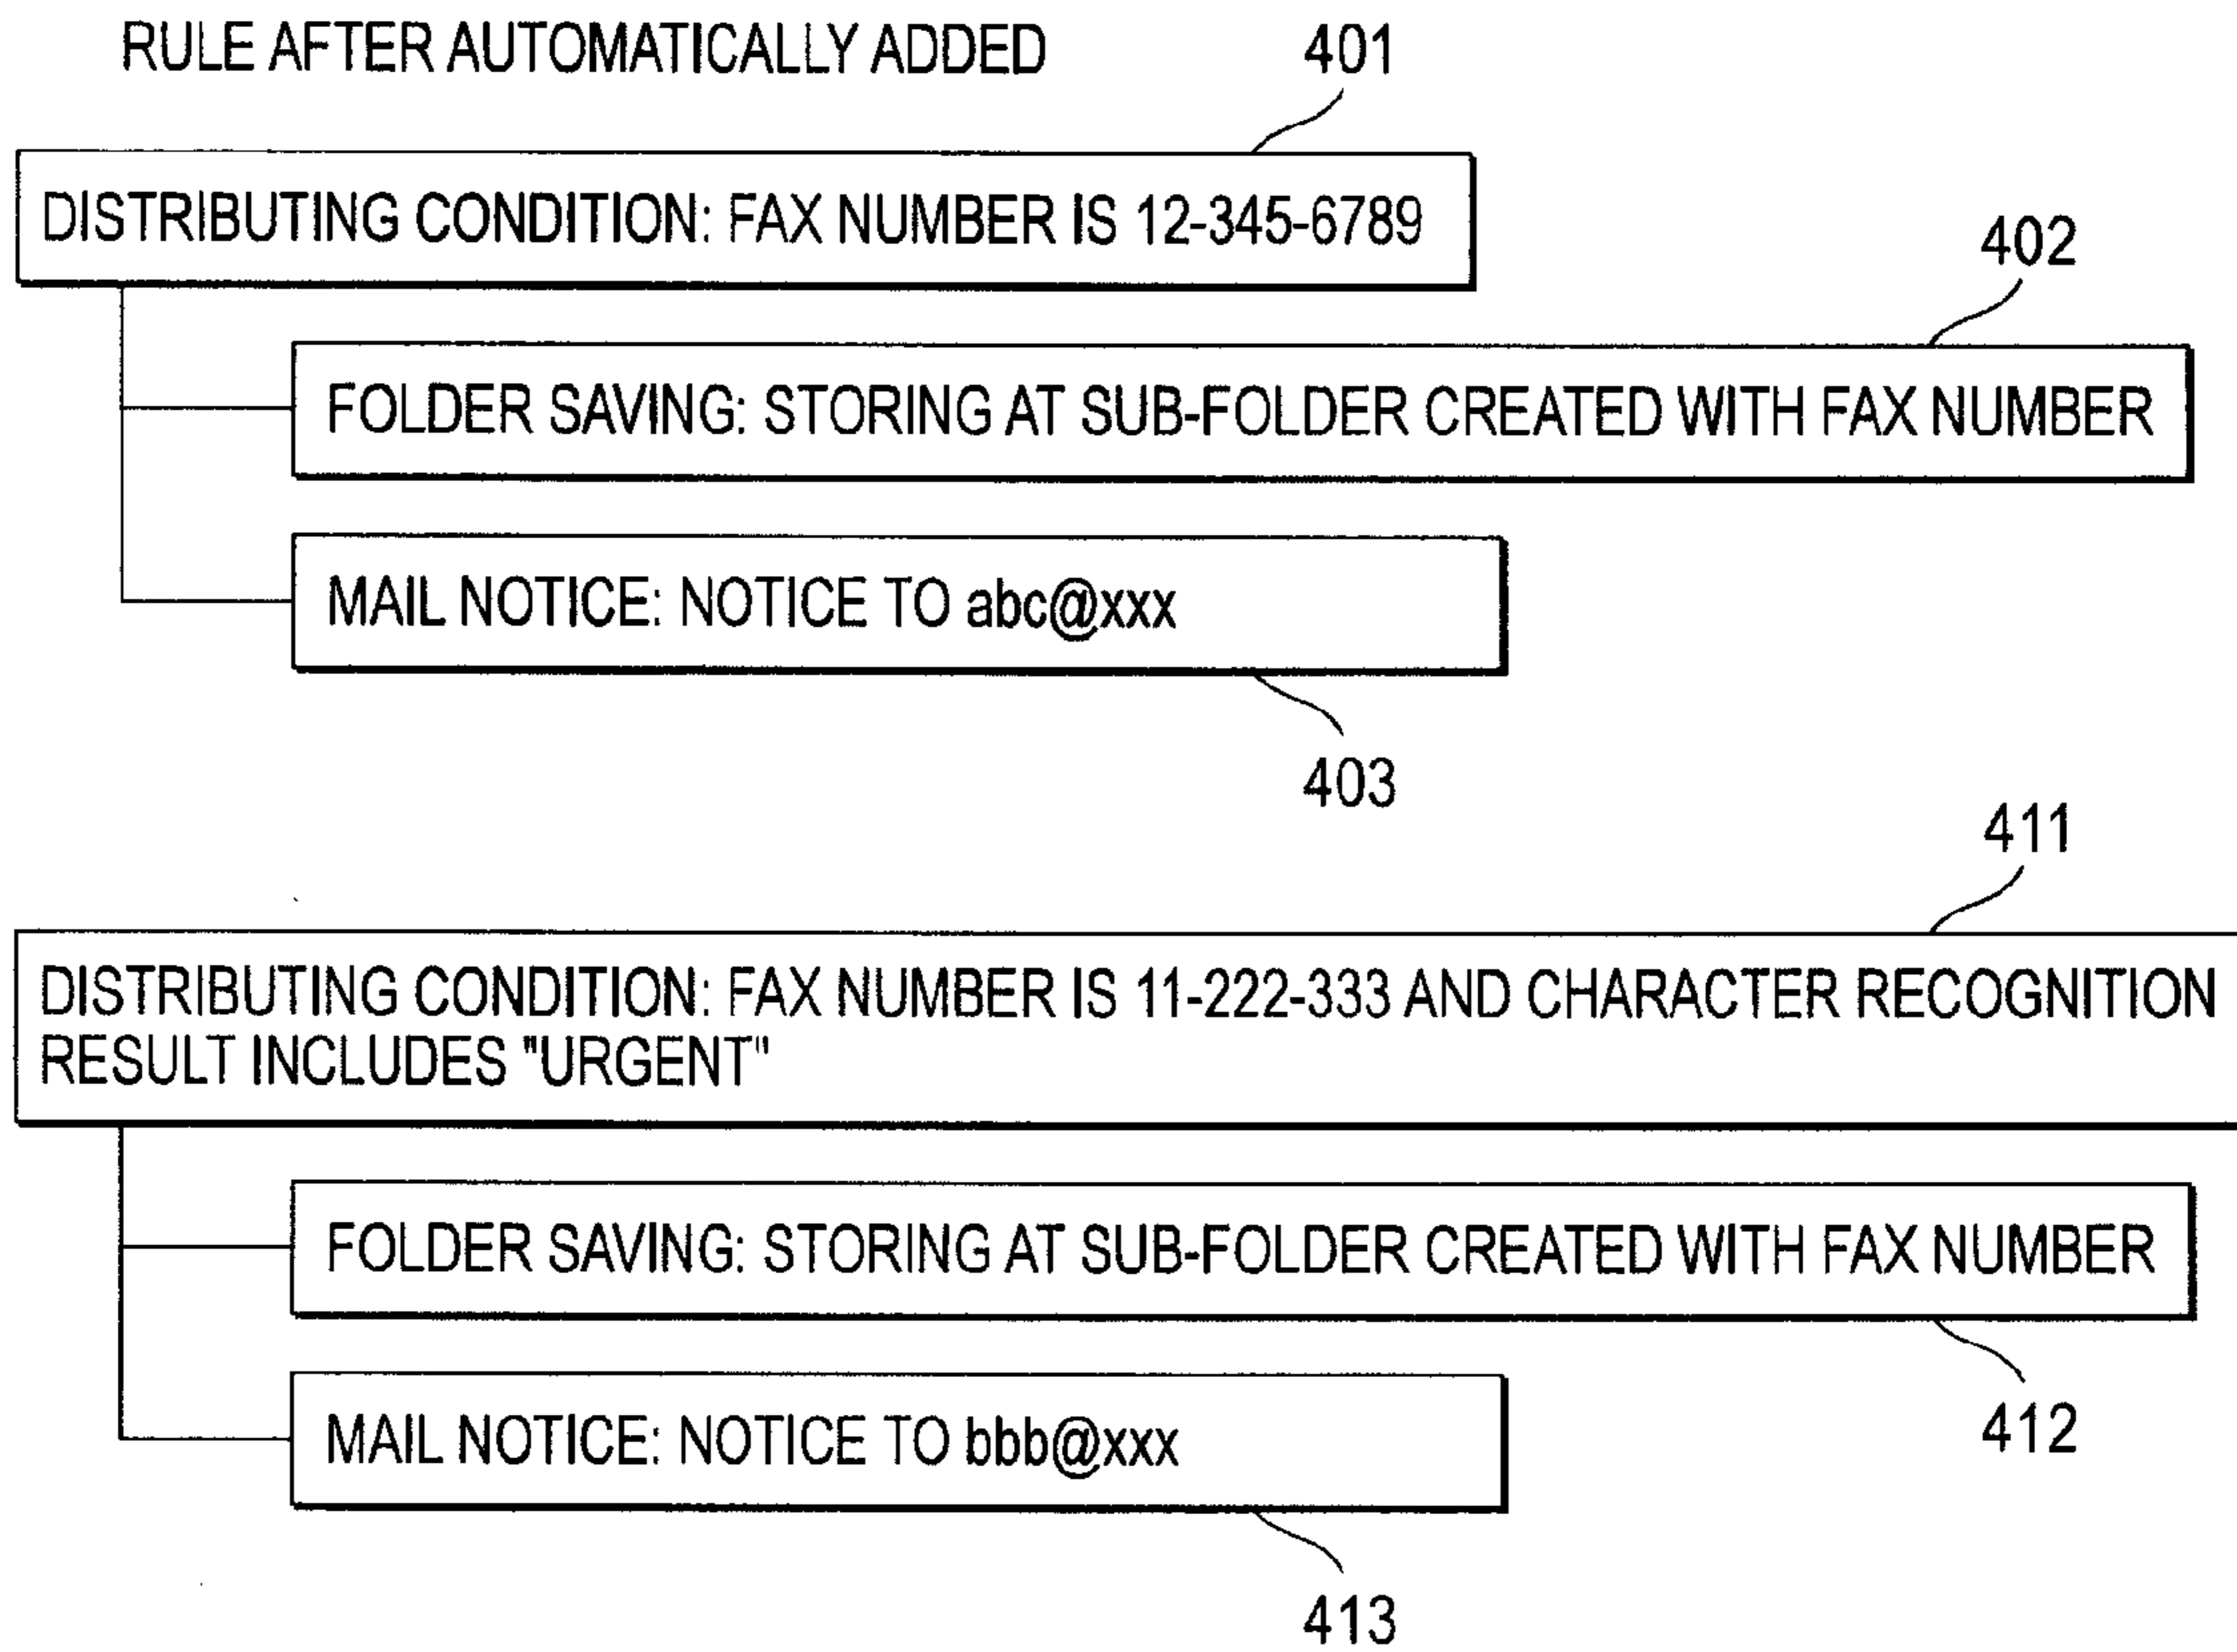 RULE AFTER AUTOMATICALLY ADDED
401
DISTRIBUTING CONDITION: FAX NUMBER IS 12-345-6789
402
FOLDER SAVING: STORING AT SUB-FOLDER CREATED WITH FAX NUMBER
MAIL NOTICE: NOTICE TO abc@xxx
403
411
DISTRIBUTING CONDITION: FAX NUMBER IS 11-222-333 AND CHARACTER RECOGNITION
RESULT INCLUDES "URGENT"
FOLDER SAVING: STORING AT SUB-FOLDER CREATED WITH FAX NUMBER
412
MAIL NOTICE: NOTICE TO bbb@xxx
413